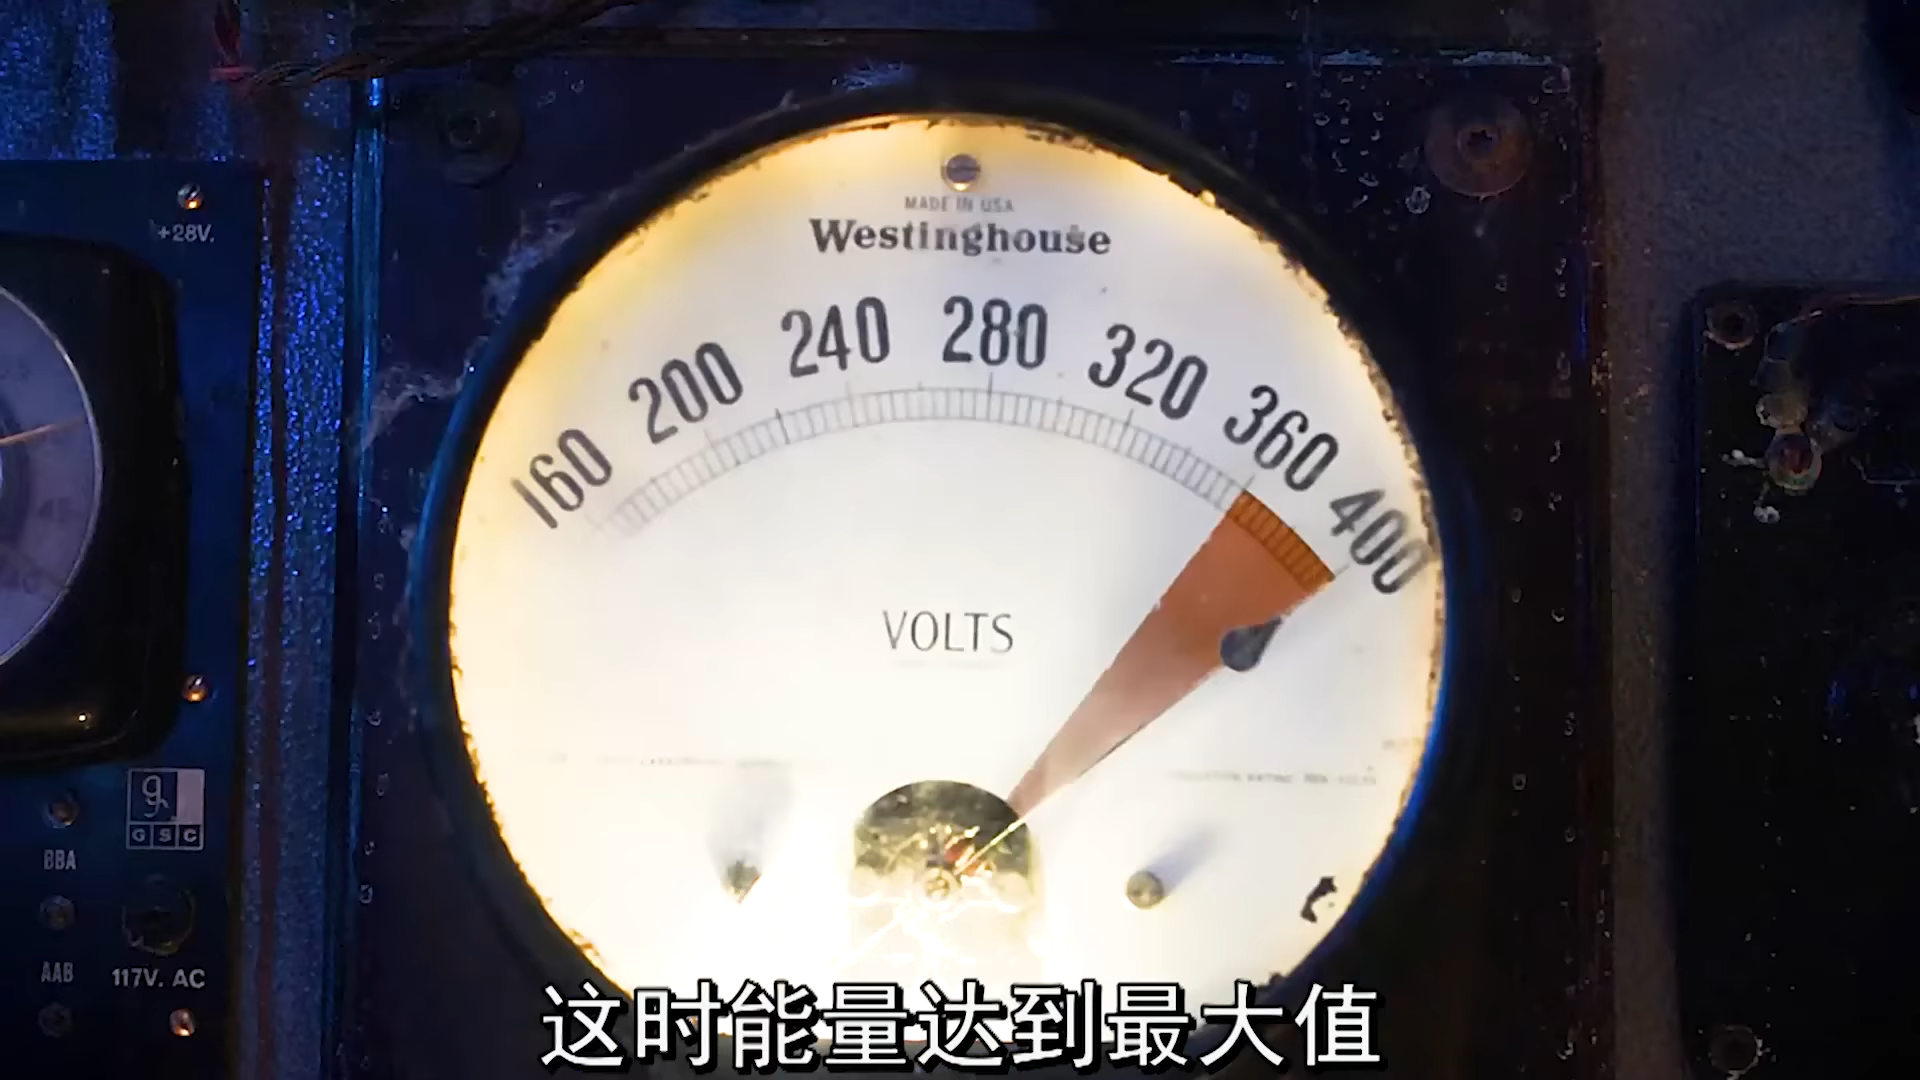 +28V.
MADE IN USA
Westinghouse
160 200 240 280 320 360 400
VOLTS
GSC
BBA
AAB
117V. AC
这时能量达到最大值